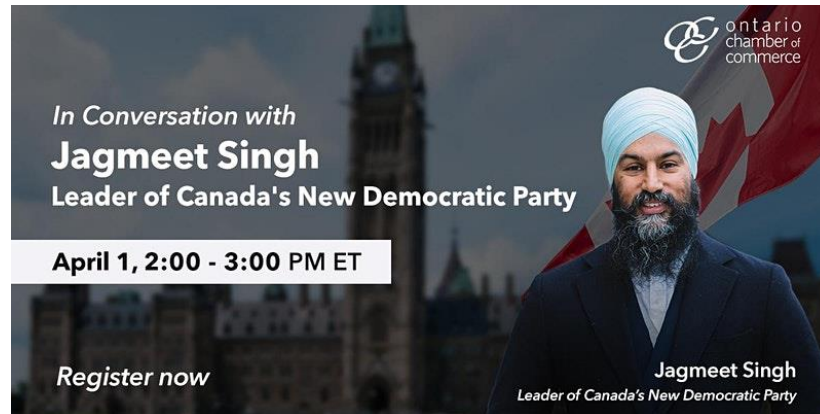 ontario
chamber of
commerce
In Conversation with
Jagmeet Singh
Leader of Canada's New Democratic Party
April 1, 2:00 - 3:00 PM ET
Register now
Jagmeet Singh
Leader of Canada's New Democratic Party